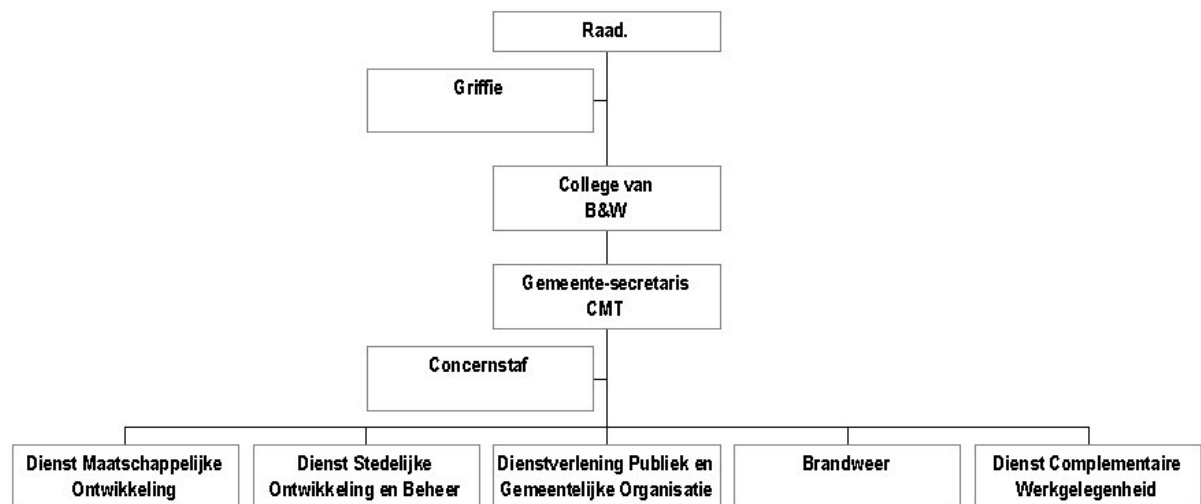 Raad.
Griffie
College van
B&W
Gemeente-secretaris
CMT
Concernstaf
Dienst Maatschappelijke
Ontwikkeling
Dienst Stedelijke
Ontwikkeling en Beheer
Dienstverlening Publiek en
Gemeentelijke Organisatie
Brandweer
Dienst Complementaire
Werkgelegenheid